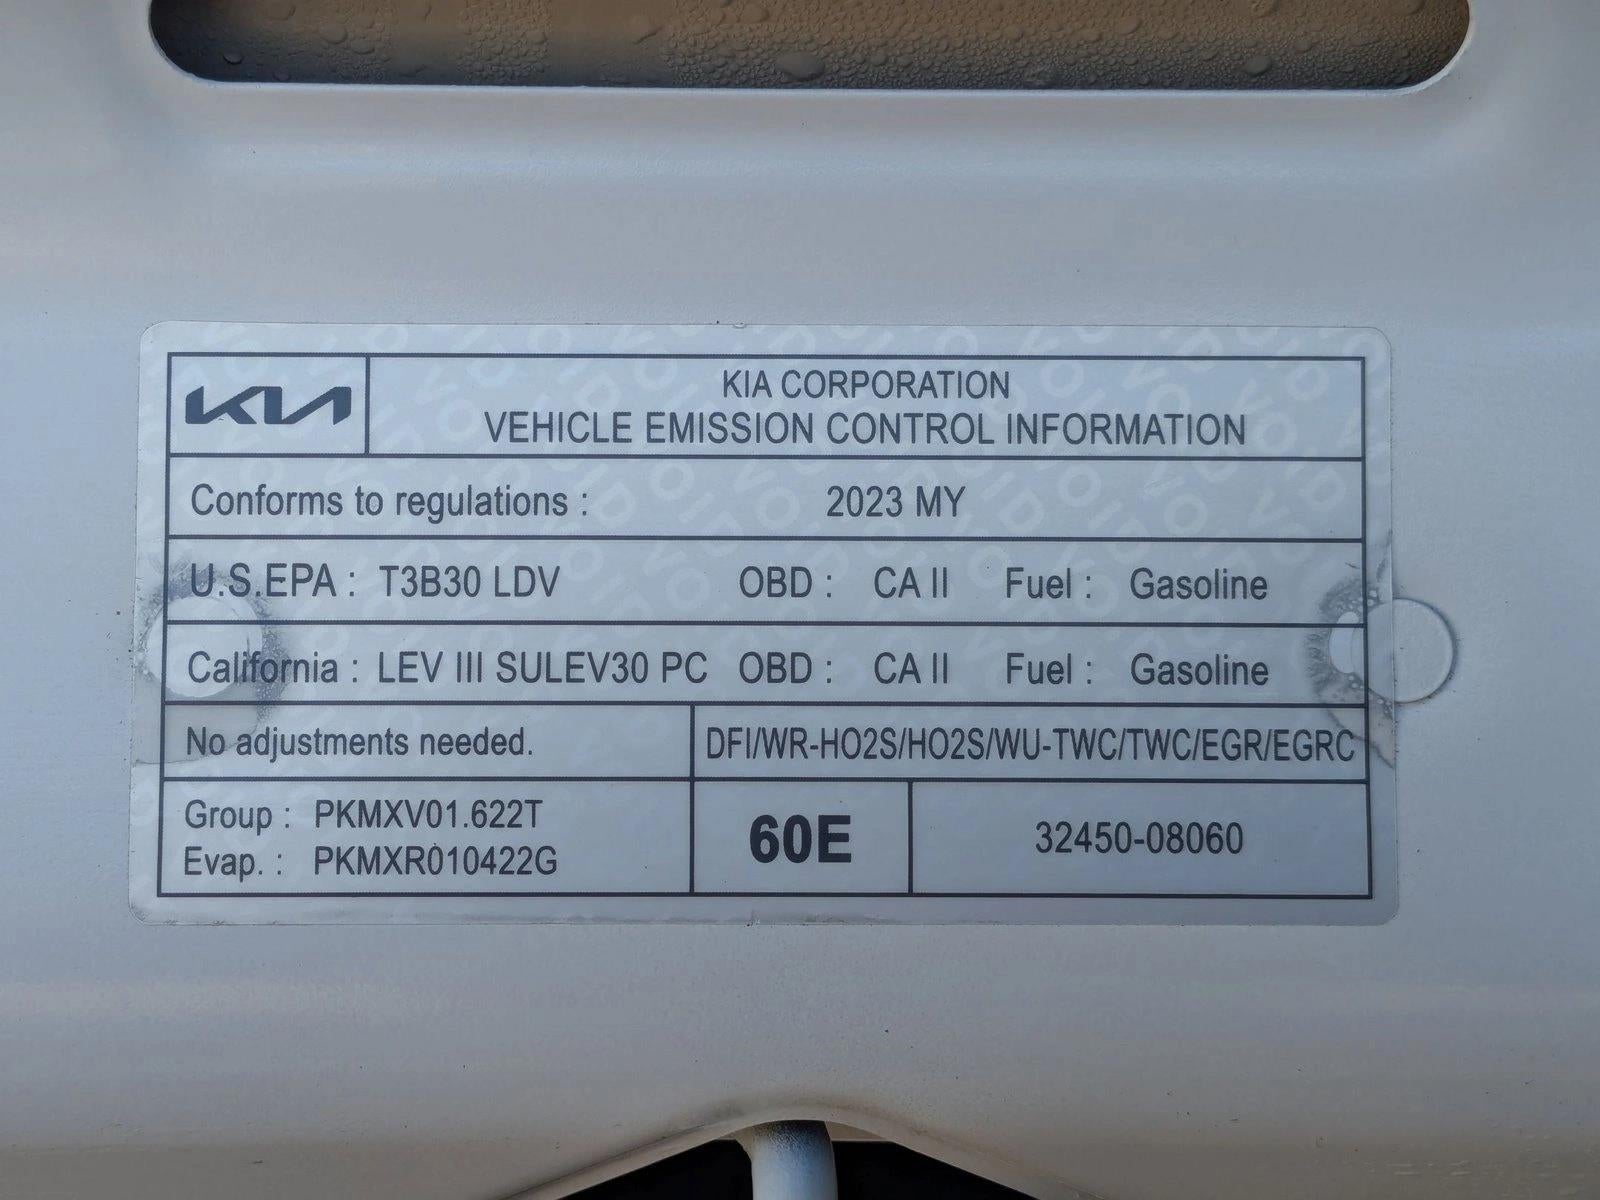 KIA
KIA CORPORATION
VEHICLE EMISSION CONTROL INFORMATION
Conforms to regulations : 2023 MY
U.S.EPA : T3B30 LDV OBD : CA II Fuel : Gasoline
California : LEV III SULEV30 PC OBD : CA II Fuel : Gasoline
No adjustments needed. DFI/WR-HO2S/HO2S/WU-TWC/TWC/EGR/EGRC
Group : PKMXV01.622T
Evap. : PKMXR010422G
60E
32450-08060